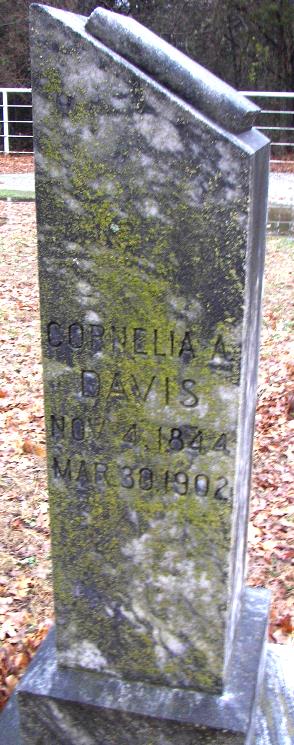 CORNELIA A.
DAVIS
NOV. 4, 1844
MAR. 30, 1902